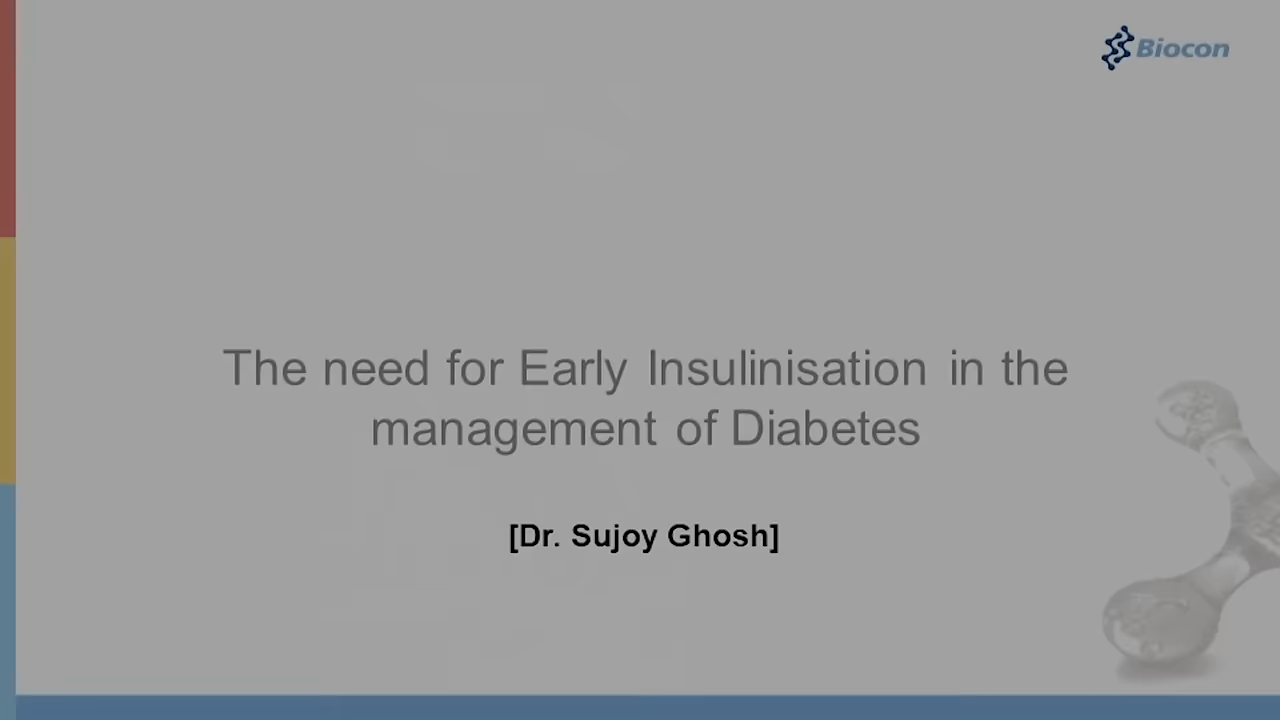 Biocon
The need for Early Insulinisation in the
management of Diabetes
[Dr. Sujoy Ghosh]